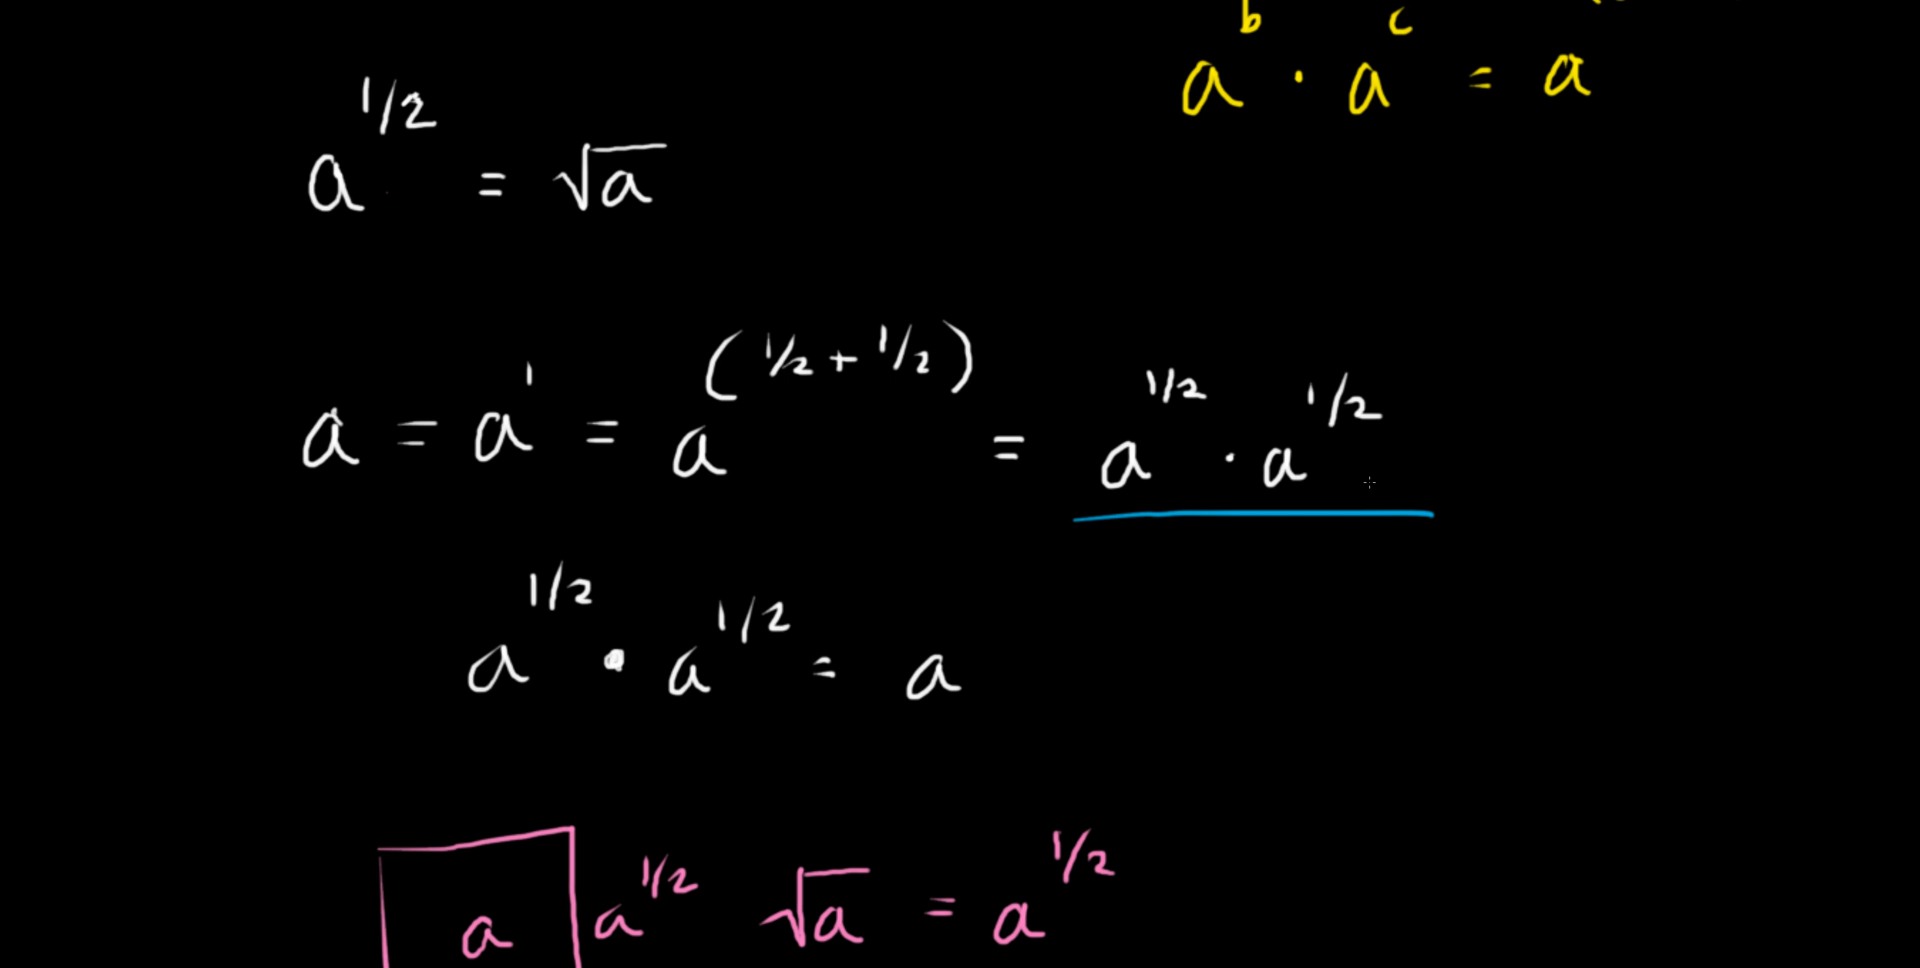 a^b · a^c = a
a^{1/2} = √a
a = a^1 = a^{(1/2 + 1/2)} = a^{1/2} · a^{1/2}
a^{1/2} · a^{1/2} = a
a a^{1/2} √a = a^{1/2}